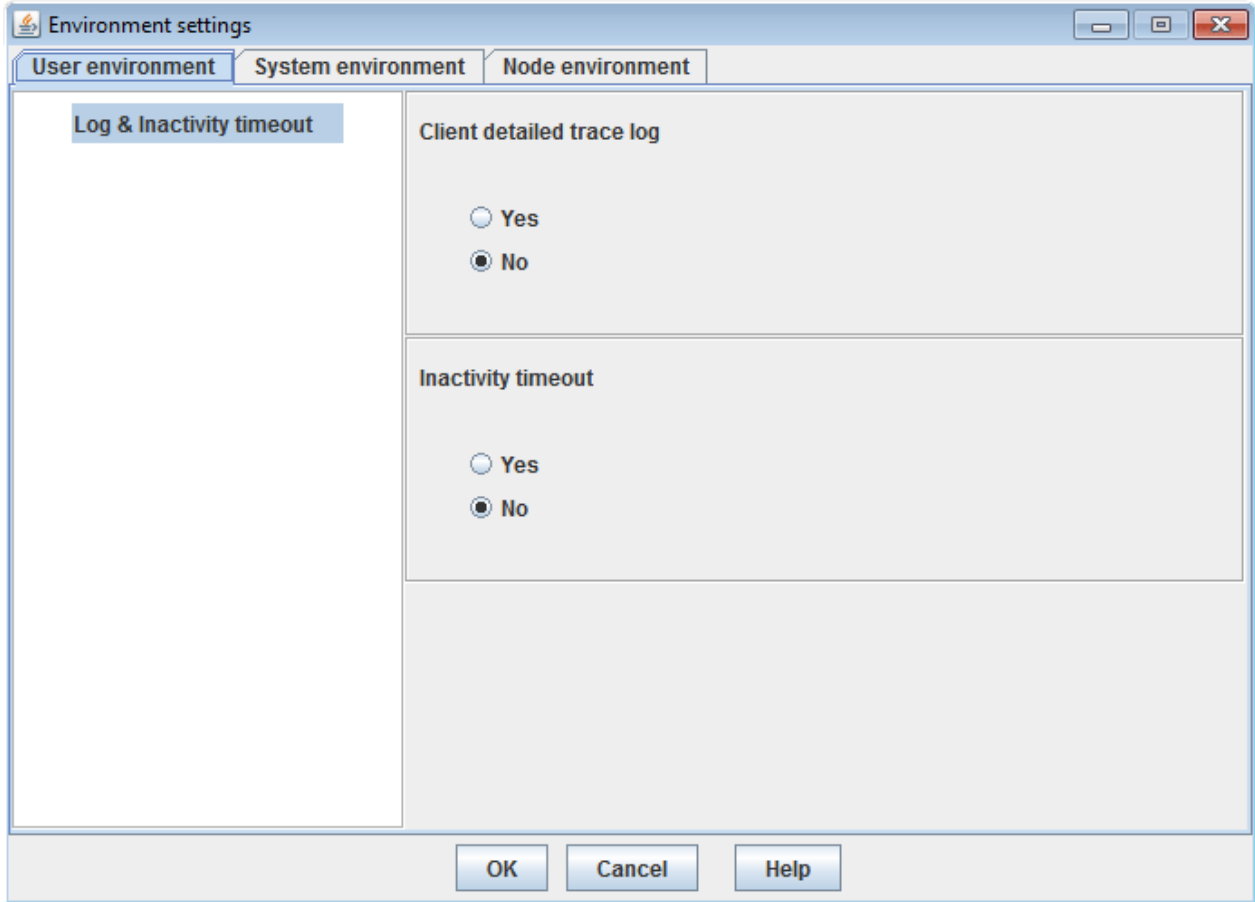 Environment settings
User environment System environment Node environment
Log & Inactivity timeout
Client detailed trace log
Yes
No
Inactivity timeout
Yes
No
OK Cancel Help